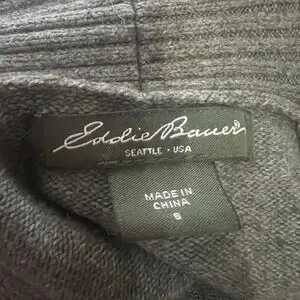 Eddie Bauer
SEATTLE · USA
MADE IN
CHINA
S